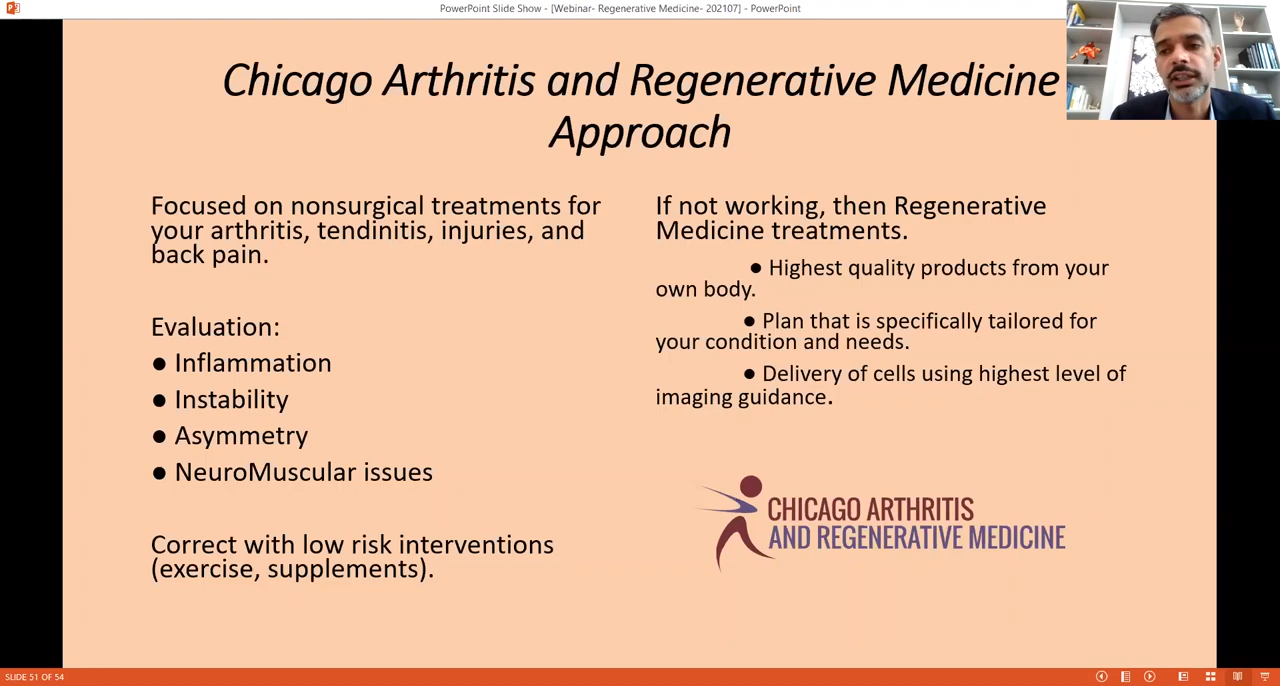 PowerPoint Slide Show - [Webinar- Regenerative Medicine- 202107] - PowerPoint
Chicago Arthritis and Regenerative Medicine
Approach
Focused on nonsurgical treatments for
your arthritis, tendinitis, injuries, and
back pain.
Evaluation:
● Inflammation
● Instability
● Asymmetry
● NeuroMuscular issues
Correct with low risk interventions
(exercise, supplements).
If not working, then Regenerative
Medicine treatments.
● Highest quality products from your
own body.
● Plan that is specifically tailored for
your condition and needs.
● Delivery of cells using highest level of
imaging guidance.
CHICAGO ARTHRITIS
AND REGENERATIVE MEDICINE
SLIDE 51 OF 54